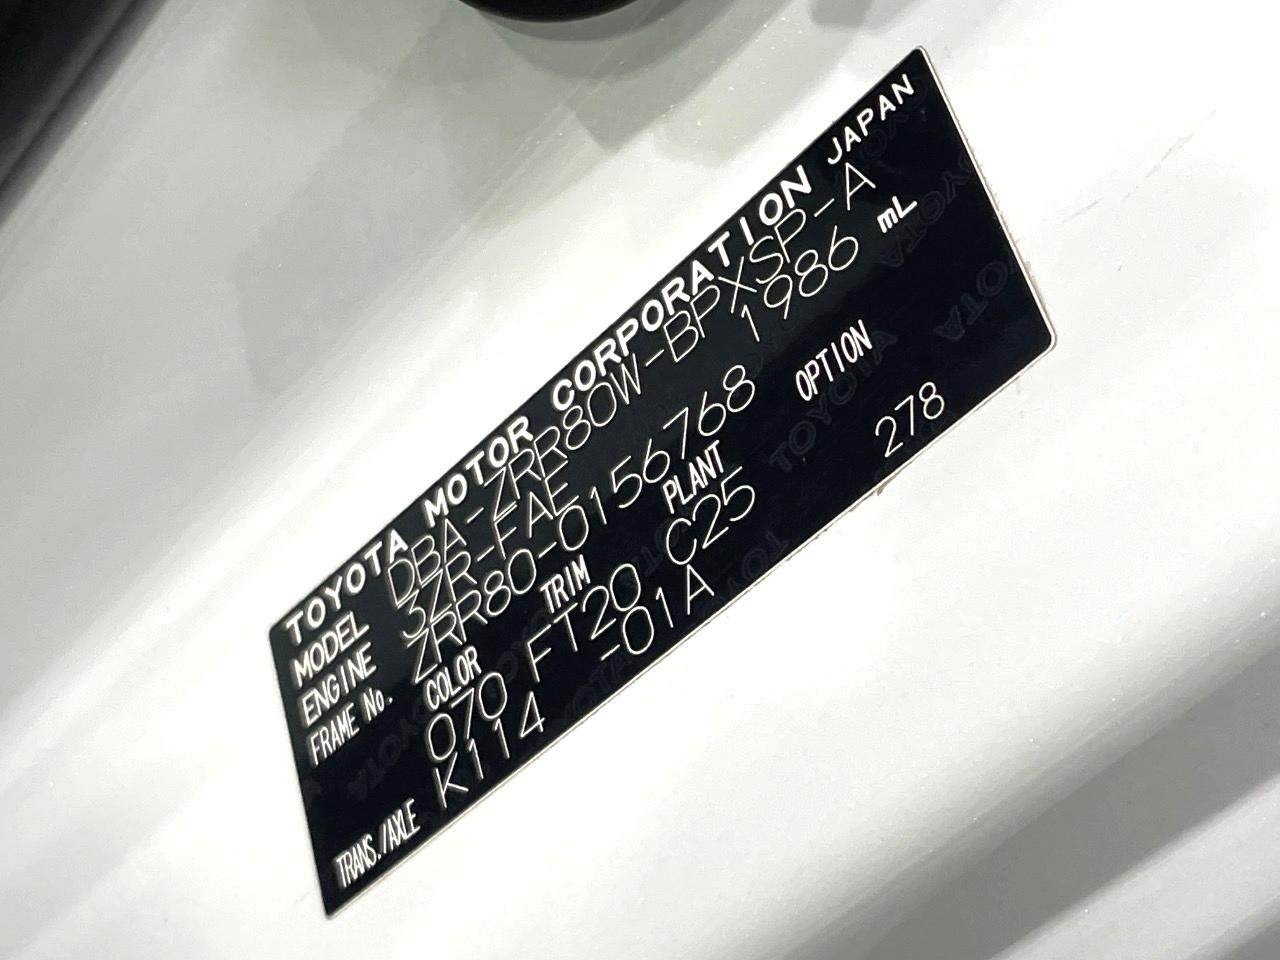 TOYOTA MOTOR CORPORATION JAPAN
MODEL DBA-ZRR80W-BPXSP-A
ENGINE 3ZR-FAE 1986 mL
FRAME No. ZRR80-0156768
COLOR TRIM PLANT OPTION
070 FT20 C25 278
TRANS./AXLE K114 -01A